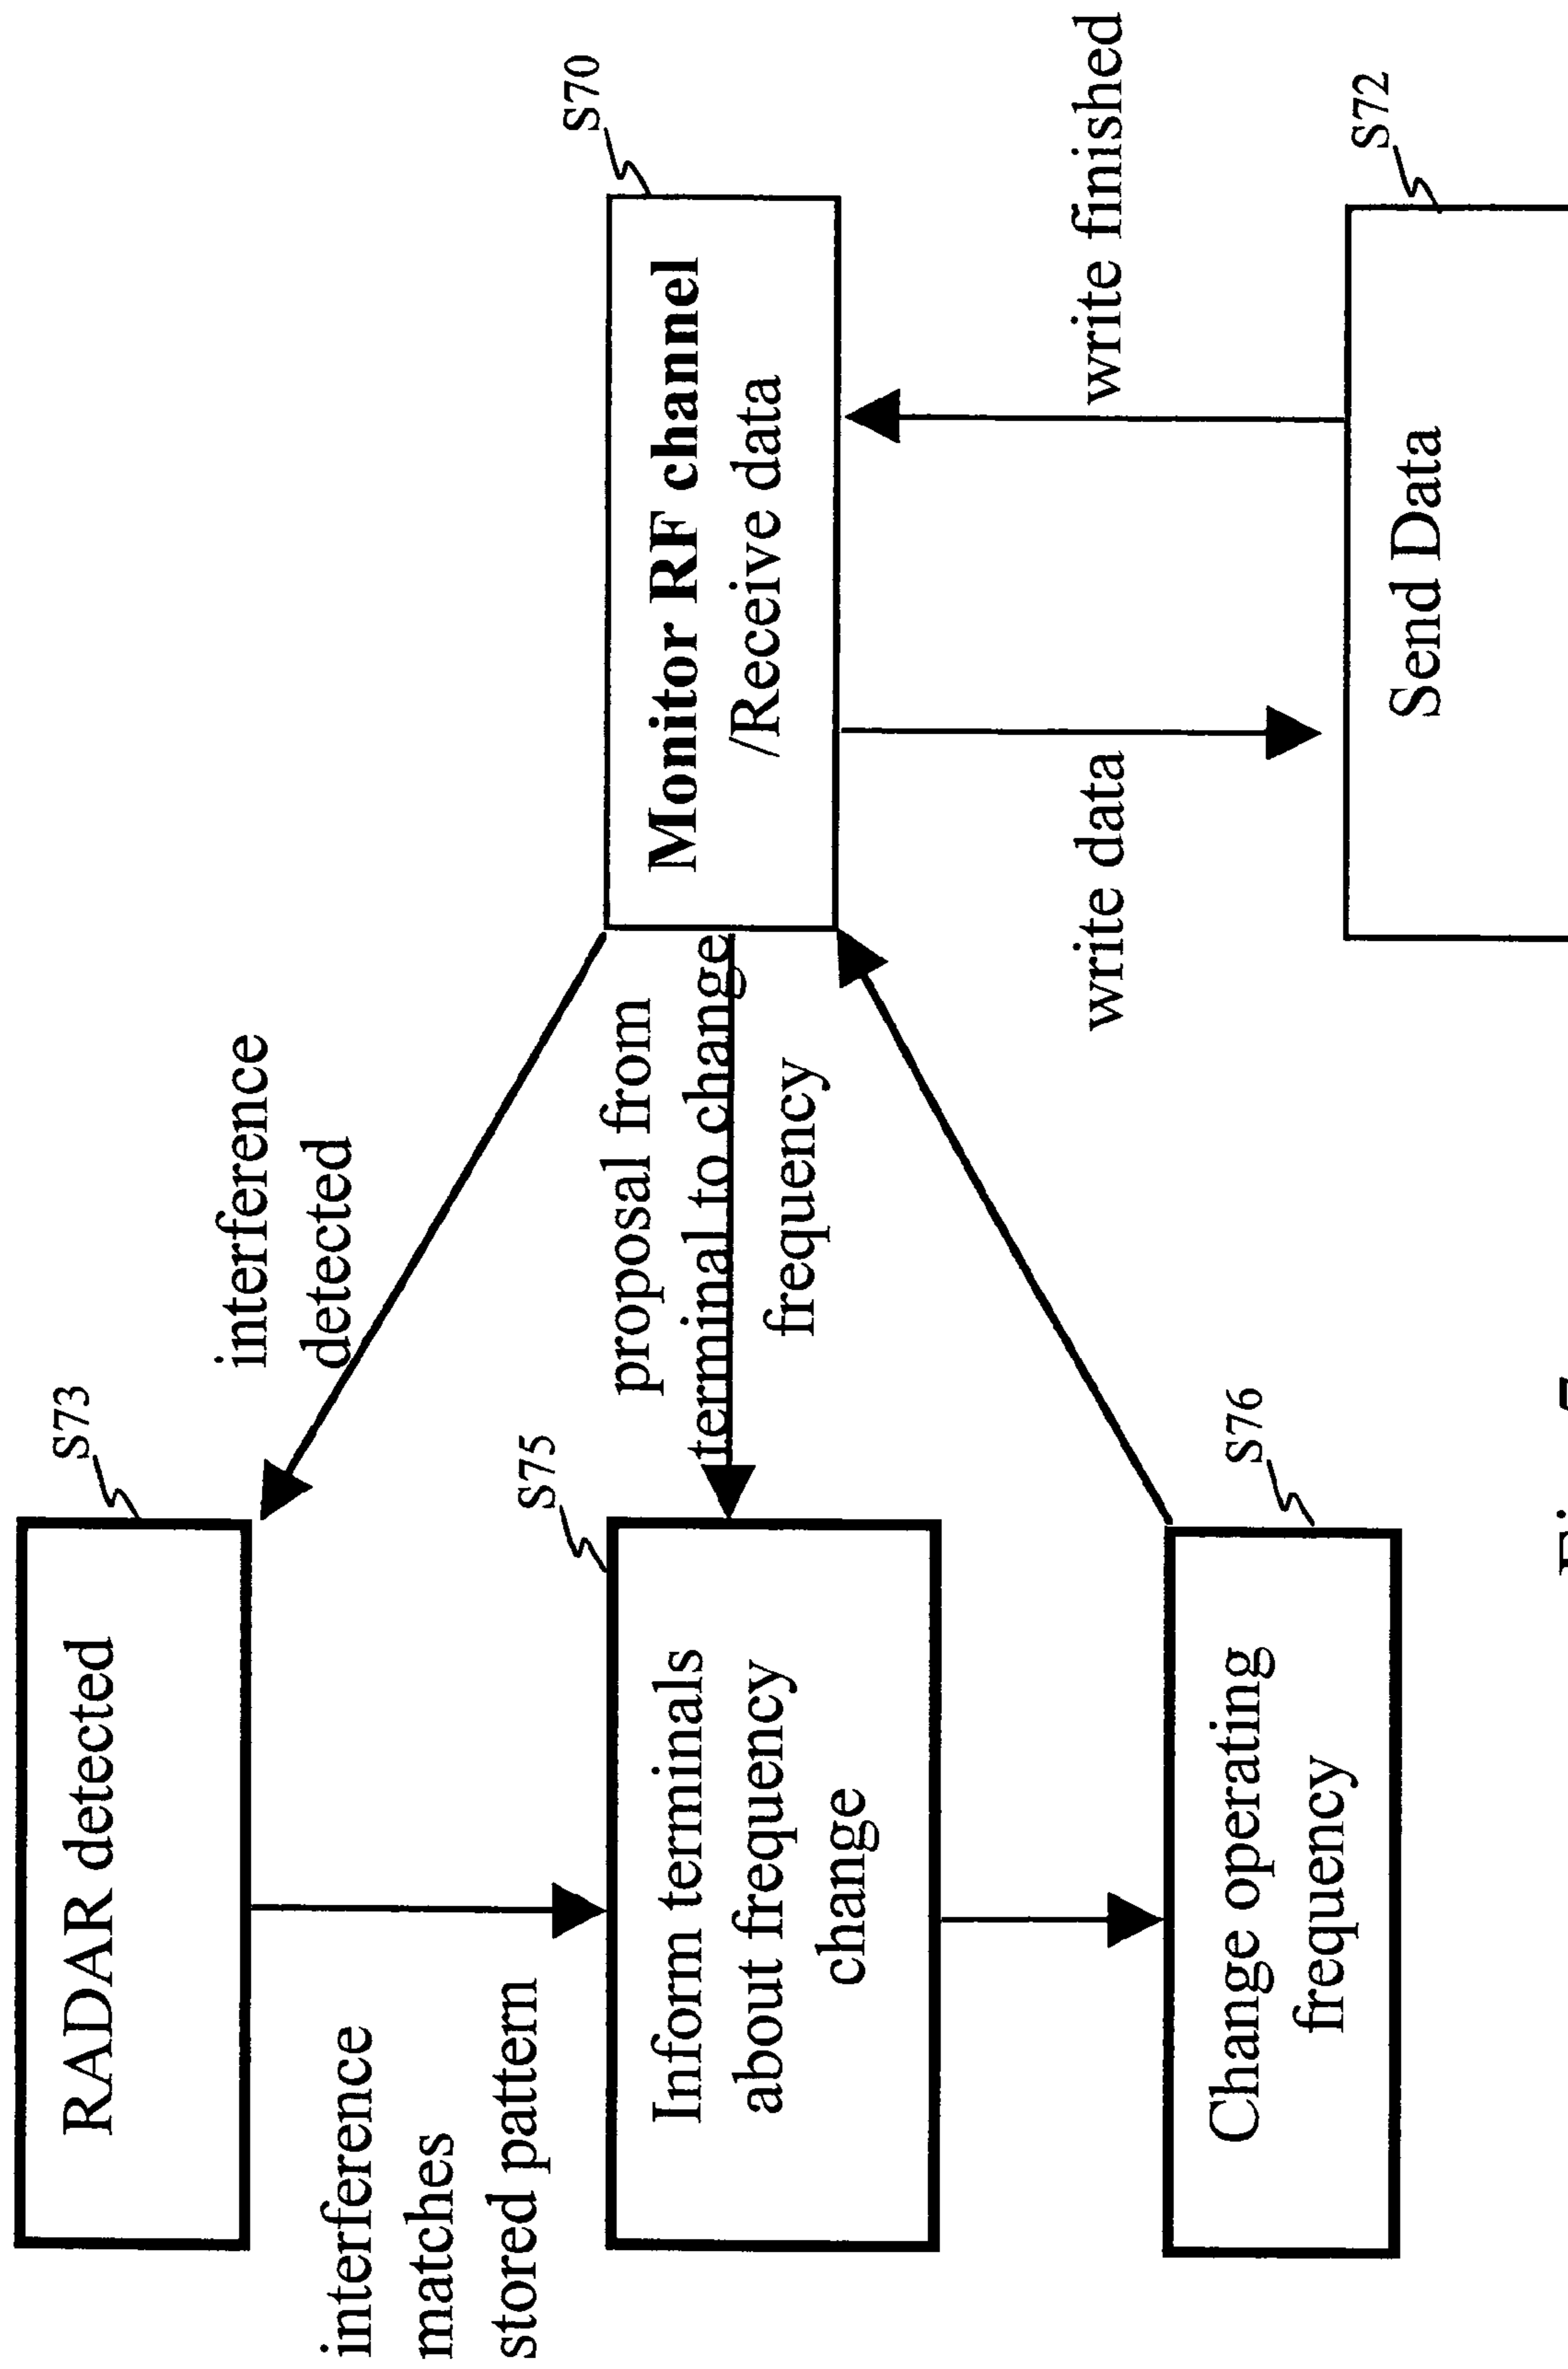 S73
RADAR detected
interference
detected
interference
matches
stored pattern
S75
Inform terminals
about frequency
change
proposal from
terminal to change
frequency
S70
Monitor RF channel
/Receive data
S76
Change operating
frequency
write data
write finished
S72
Send Data